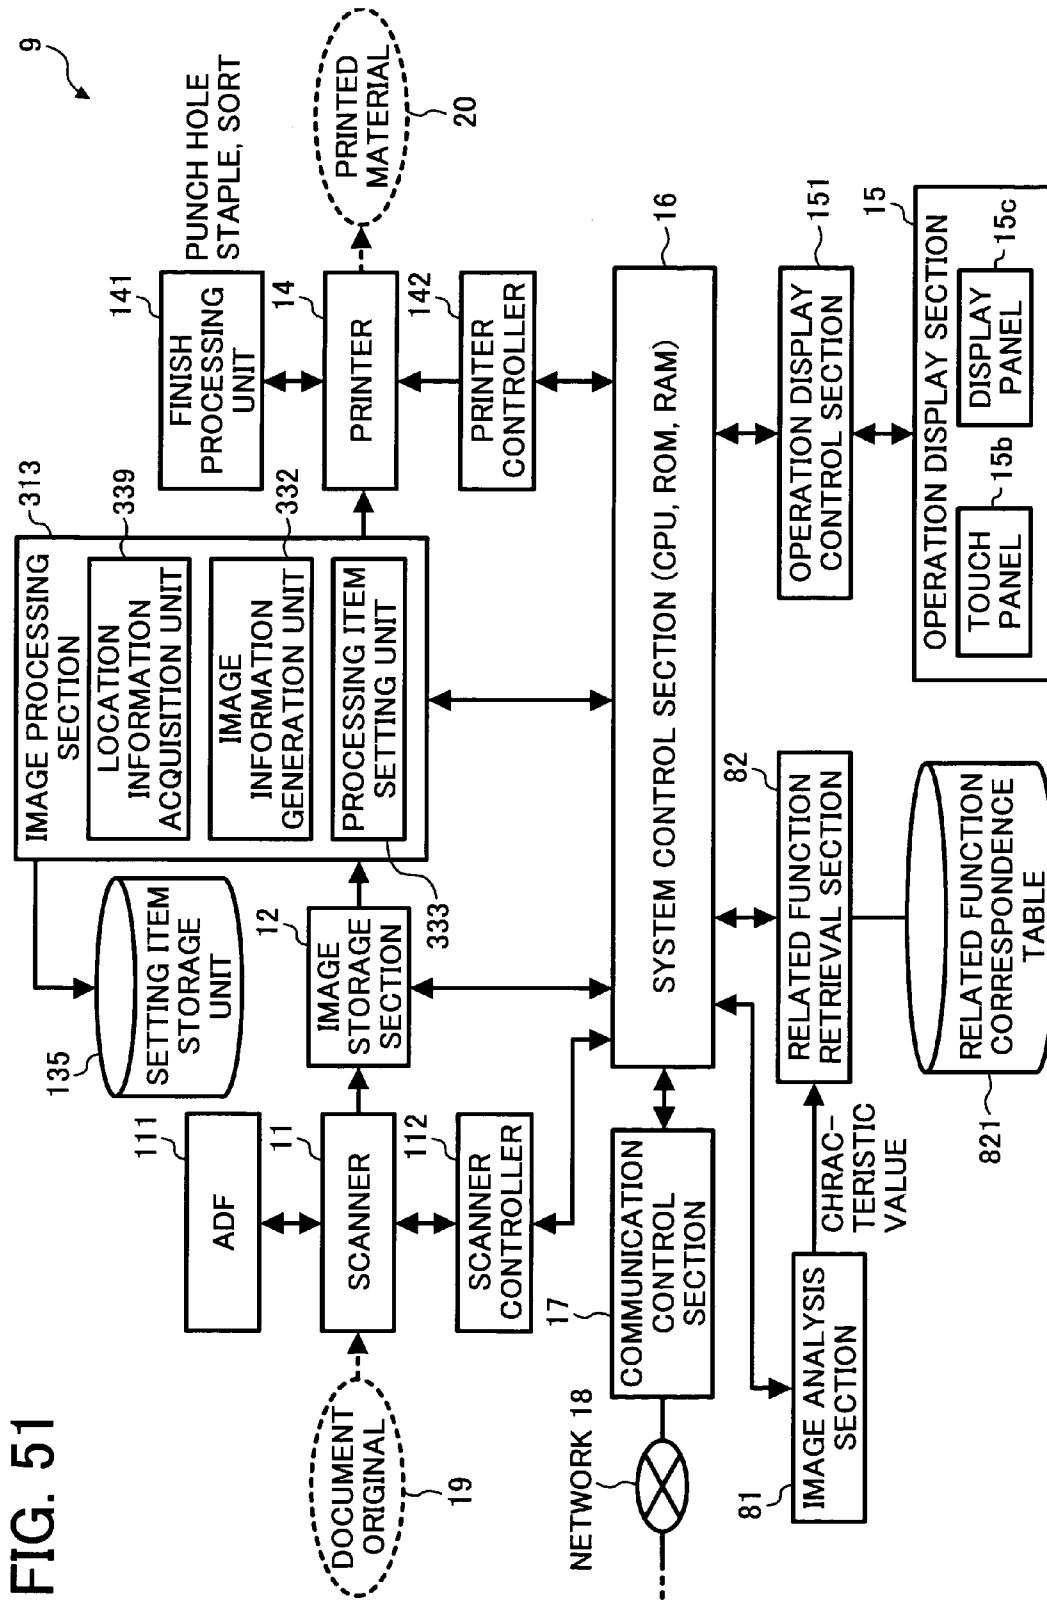 FIG. 51
9
DOCUMENT
ORIGINAL
19
ADF
111
SCANNER
11
SCANNER
CONTROLLER
112
SETTING ITEM
STORAGE
UNIT
135
IMAGE
STORAGE
SECTION
12
IMAGE PROCESSING
SECTION
313
LOCATION
INFORMATION
ACQUISITION UNIT
339
IMAGE
INFORMATION
GENERATION UNIT
332
PROCESSING ITEM
SETTING UNIT
333
FINISH
PROCESSING
UNIT
141
PUNCH HOLE
STAPLE, SORT
PRINTER
14
PRINTER
CONTROLLER
142
PRINTED
MATERIAL
20
NETWORK 18
COMMUNICATION
CONTROL
SECTION
17
SYSTEM CONTROL SECTION (CPU, ROM, RAM)
16
IMAGE ANALYSIS
SECTION
81
CHRAC-
TERISTIC
VALUE
RELATED FUNCTION
RETRIEVAL SECTION
82
RELATED FUNCTION
CORRESPONDENCE
TABLE
821
OPERATION DISPLAY
CONTROL SECTION
151
OPERATION DISPLAY SECTION
15
TOUCH
PANEL
15b
DISPLAY
PANEL
15c